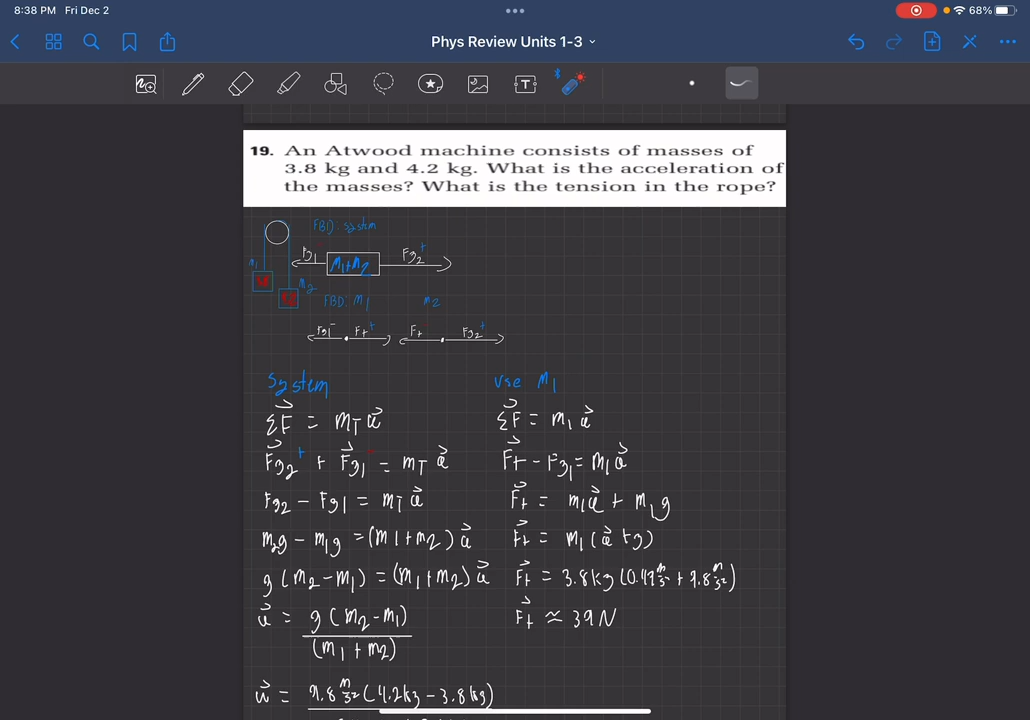 8:38 PM Fri Dec 2
68%
Phys Review Units 1-3
T
19. An Atwood machine consists of masses of
3.8 kg and 4.2 kg. What is the acceleration of
the masses? What is the tension in the rope?
FBD: system
Fg1 m1+m2 Fg2 +
m1
m2
FBD: m1 m2
Fg1 - Ft + Ft Fg2 +
System
ΣF = mT a
Fg2 + + Fg1 - = mT a
Fg2 - Fg1 = mT a
m2g - m1g = (m1+m2) a
g(m2-m1) = (m1+m2) a
a = g(m2-m1)
(m1+m2)
a = 9.8 m/s² (4.2kg - 3.8kg)
Use m1
ΣF = m1 a
Ft - Fg1 = m1 a
Ft = m1 a + m1 g
Ft = m1 (a + g)
Ft = 3.8kg (0.49 m/s² + 9.8 m/s²)
Ft ≈ 39 N